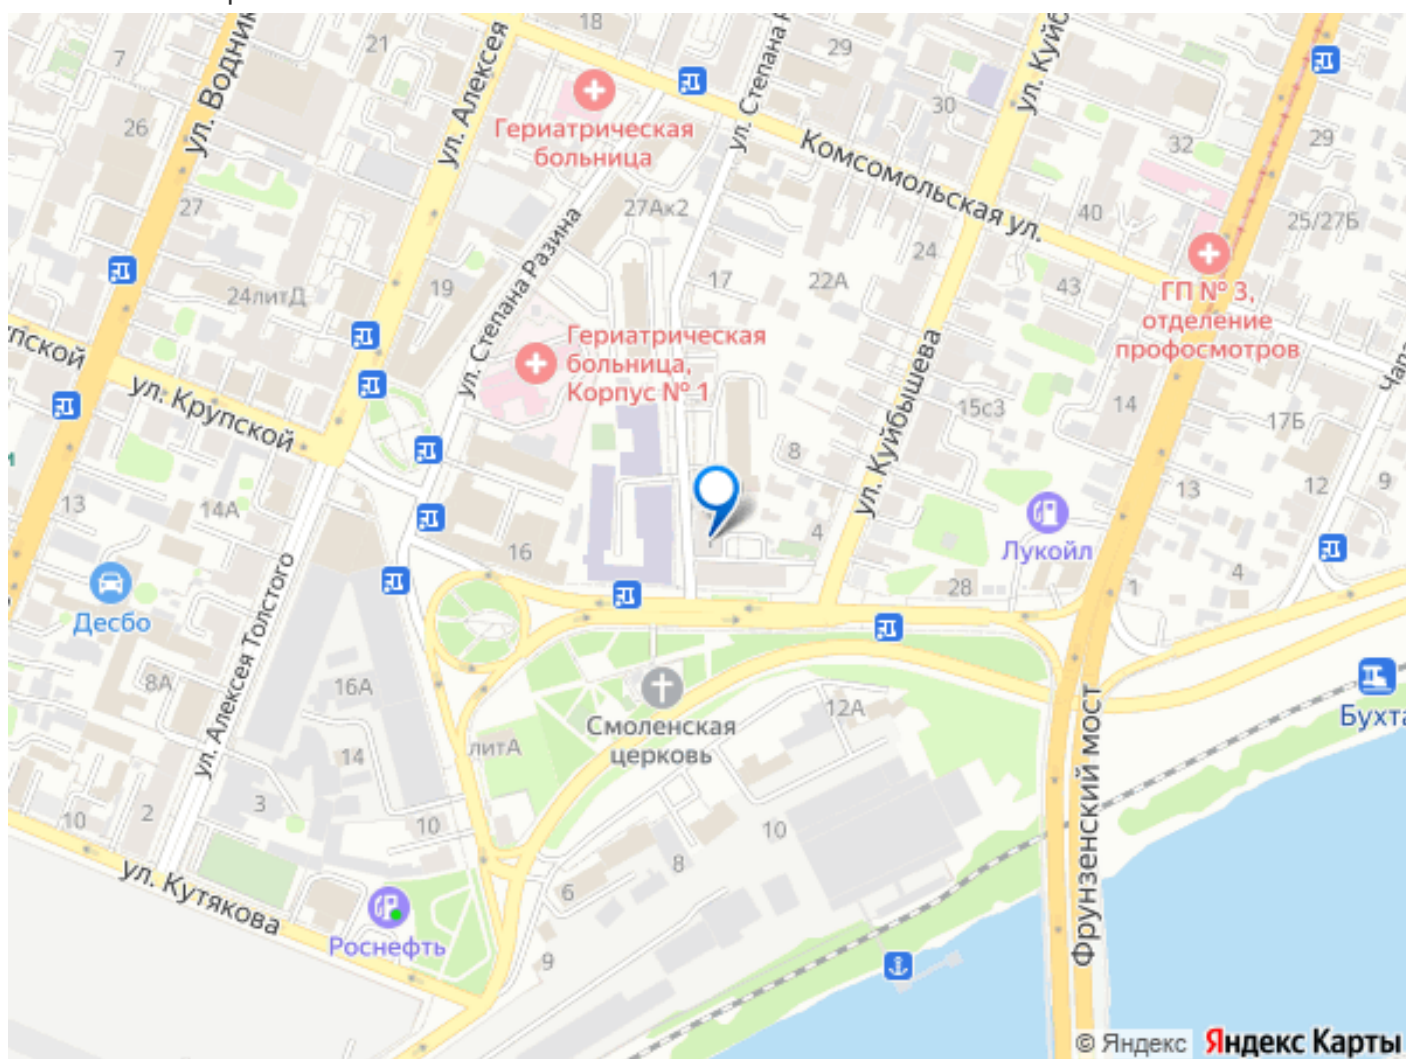 18
29
ул. Степана
ул. Куйб
ул. Водник
21
ул. Алексея
7
26
Гериатрическая
больница
30
32
29
Комсомольская ул.
27
27Ак2
40
25/27Б
24
24литД
19
ул. Степана Разина
17
22А
43
ГП № 3,
отделение
профосмотров
пской
ул. Крупской
Гериатрическая
больница,
Корпус № 1
ул. Куйбышева
15с3
14
17Б
8
13
14А
13
12
9
16
4
Лукойл
Десбо
28
1
4
ул. Алексея Толстого
8А
16А
Смоленская
церковь
12А
литА
14
Бухта
Фрунзенский мост
10
2
3
10
10
8
ул. Кутякова
6
Роснефть
9
© Яндекс
Яндекс Карты